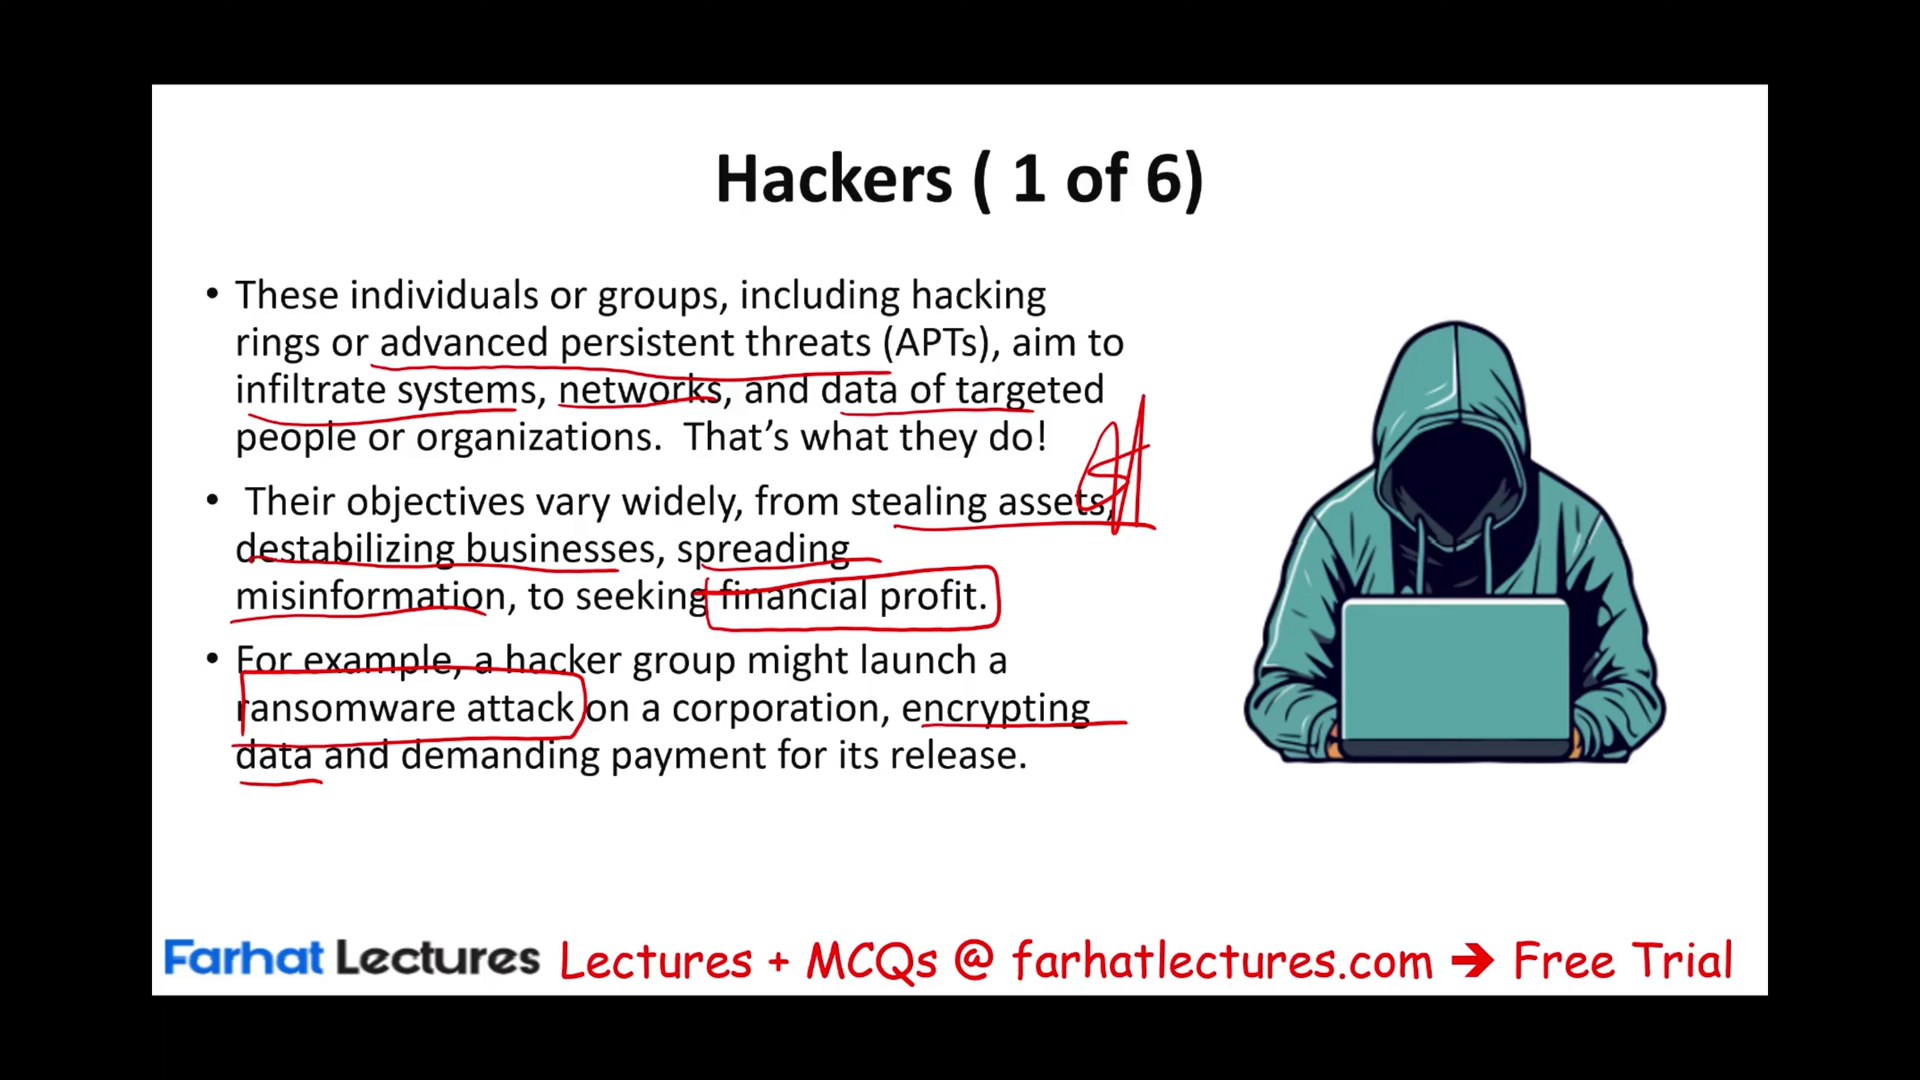 Hackers ( 1 of 6)
• These individuals or groups, including hacking
rings or advanced persistent threats (APTs), aim to
infiltrate systems, networks, and data of targeted
people or organizations.  That's what they do!
•  Their objectives vary widely, from stealing assets,
destabilizing businesses, spreading
misinformation, to seeking financial profit.
• For example, a hacker group might launch a
ransomware attack on a corporation, encrypting
data and demanding payment for its release.
Farhat Lectures Lectures + MCQs @ farhatlectures.com ➔ Free Trial